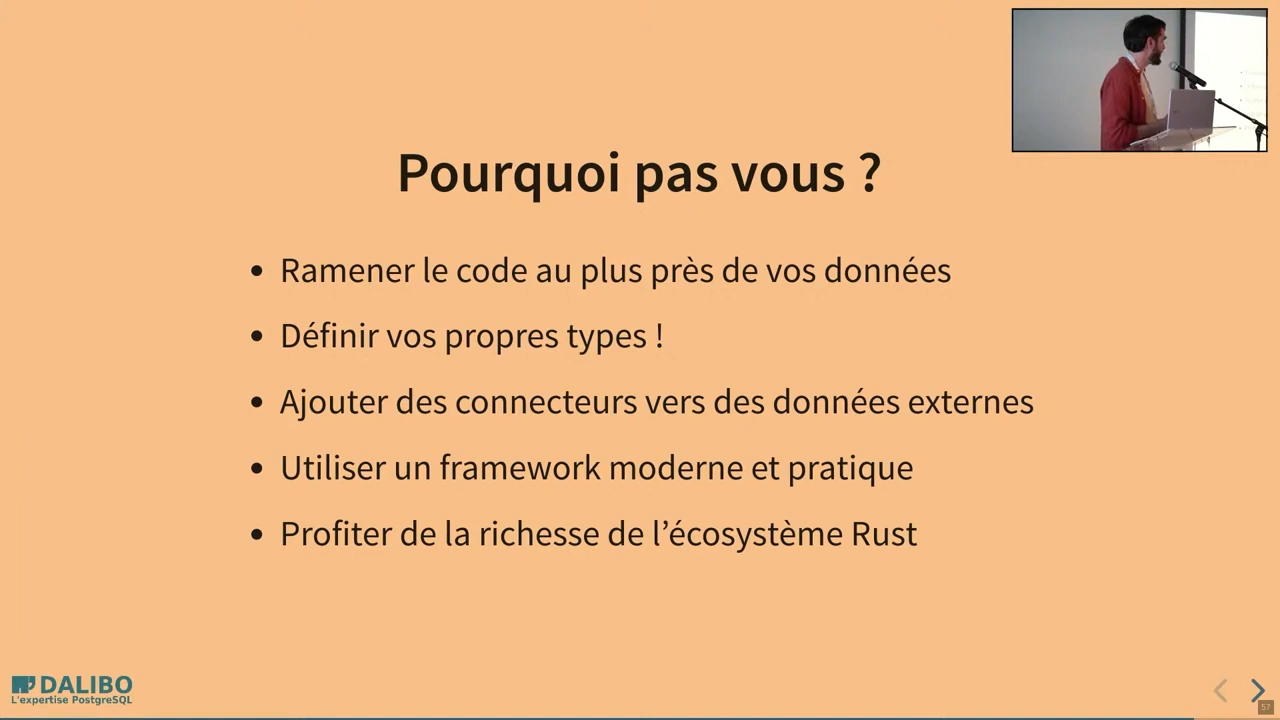 Pourquoi pas vous ?
Ramener le code au plus près de vos données
Définir vos propres types !
Ajouter des connecteurs vers des données externes
Utiliser un framework moderne et pratique
Profiter de la richesse de l’écosystème Rust
DALIBO
L'expertise PostgreSQL
57